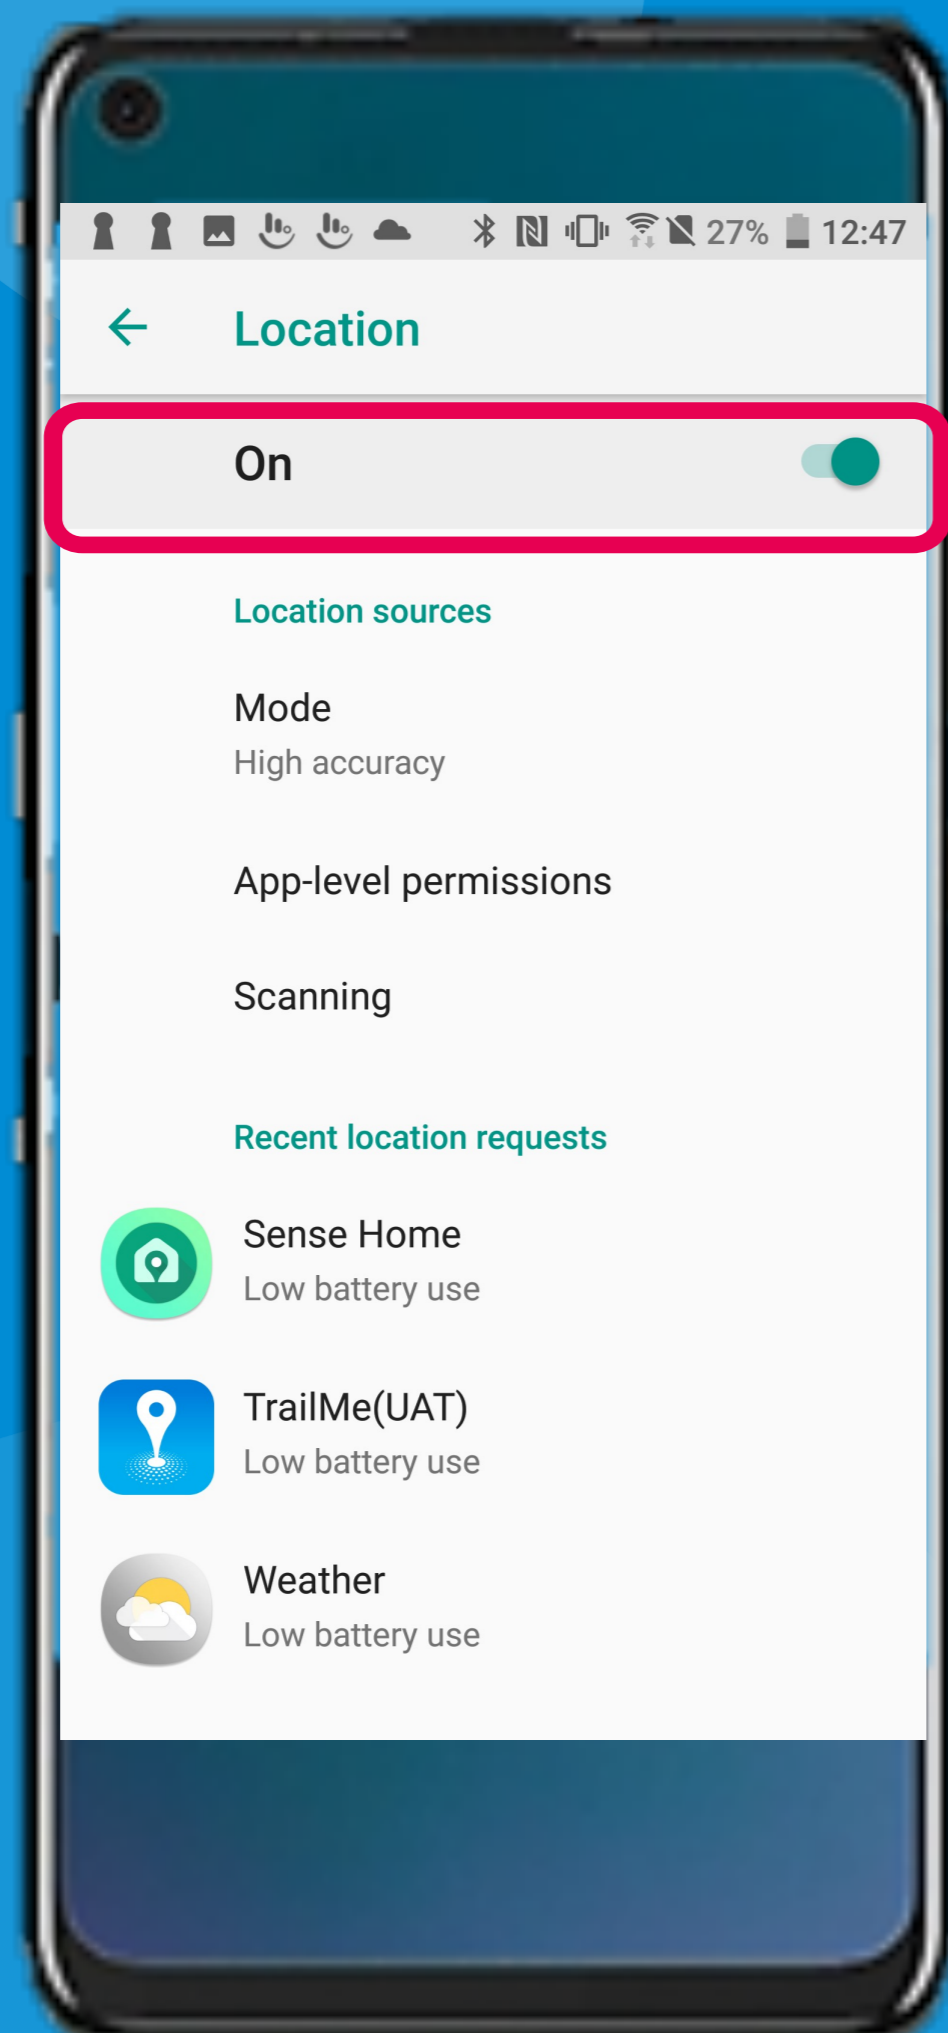 27% 12:47
Location
On
Location sources
Mode
High accuracy
App-level permissions
Scanning
Recent location requests
Sense Home
Low battery use
TrailMe(UAT)
Low battery use
Weather
Low battery use